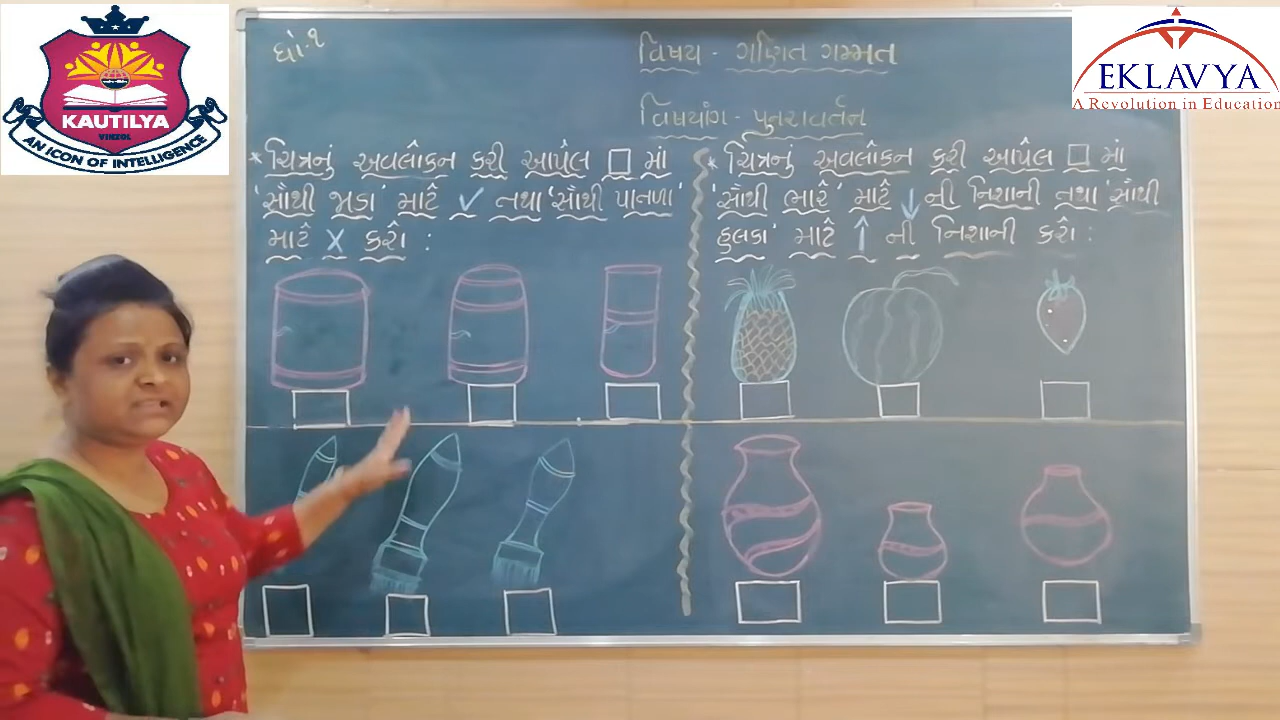 KAUTILYA
VINZOL
AN ICON OF INTELLIGENCE
EKLAVYA
A Revolution in Education
ધો.૧
વિષય - ગણિત ગમ્મત
વિષયાંગ - પુનરાવર્તન
* ચિત્રનું અવલોકન કરી આપેલ □ માં
'સૌથી જાડા' માટે ✓ તથા 'સૌથી પાતળા'
માટે X કરો :
* ચિત્રનું અવલોકન કરી આપેલ □ માં
'સૌથી ભારે' માટે ↓ ની નિશાની તથા 'સૌથી
હલકા' માટે ↑ ની નિશાની કરો :